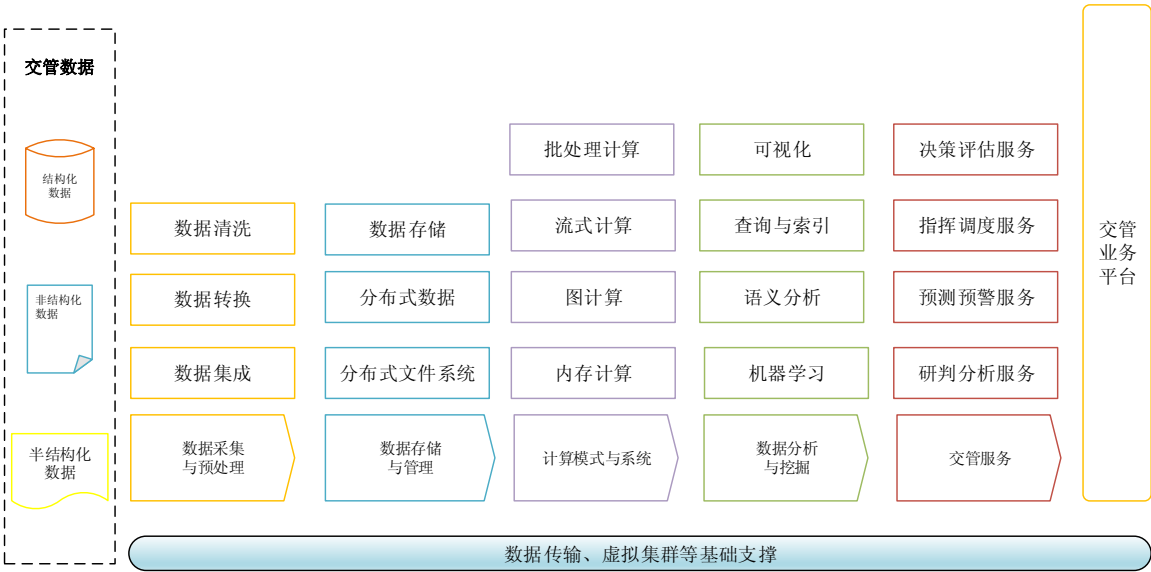 交管数据
结构化
数据
非结构化
数据
半结构化
数据
数据清洗
数据转换
数据集成
数据采集
与预处理
数据存储
分布式数据
分布式文件系统
数据存储
与管理
批处理计算
流式计算
图计算
内存计算
计算模式与系统
可视化
查询与索引
语义分析
机器学习
数据分析
与挖掘
决策评估服务
指挥调度服务
预测预警服务
研判分析服务
交管服务
交管
业务
平台
数据传输、虚拟集群等基础支撑